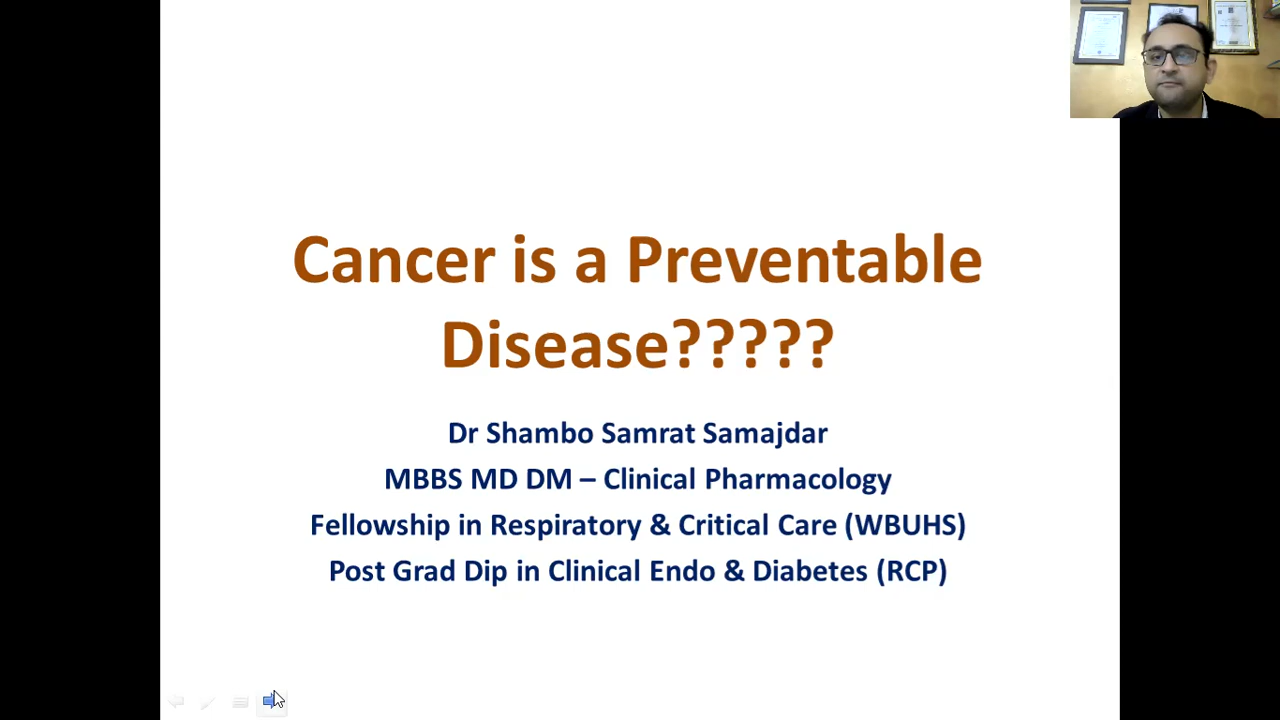 Cancer is a Preventable
Disease?????
Dr Shambo Samrat Samajdar
MBBS MD DM – Clinical Pharmacology
Fellowship in Respiratory & Critical Care (WBUHS)
Post Grad Dip in Clinical Endo & Diabetes (RCP)